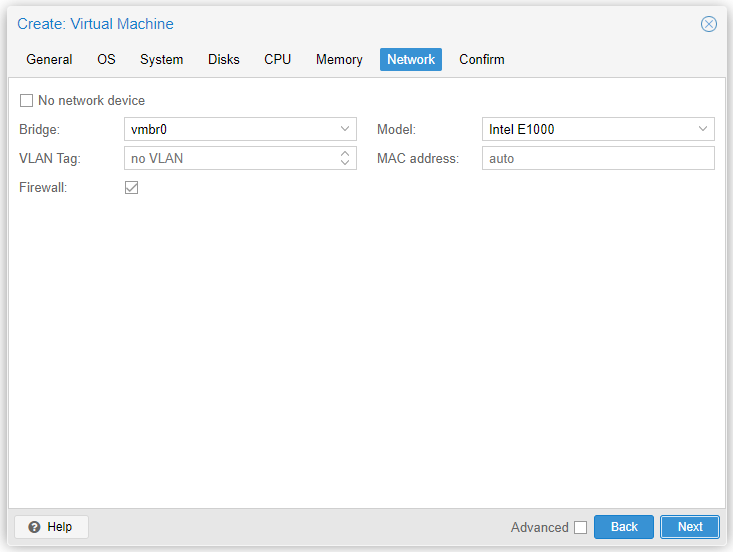 Create: Virtual Machine
General OS System Disks CPU Memory Network Confirm
No network device
Bridge: vmbr0 Model: Intel E1000
VLAN Tag: no VLAN MAC address: auto
Firewall:
Help Advanced Back Next